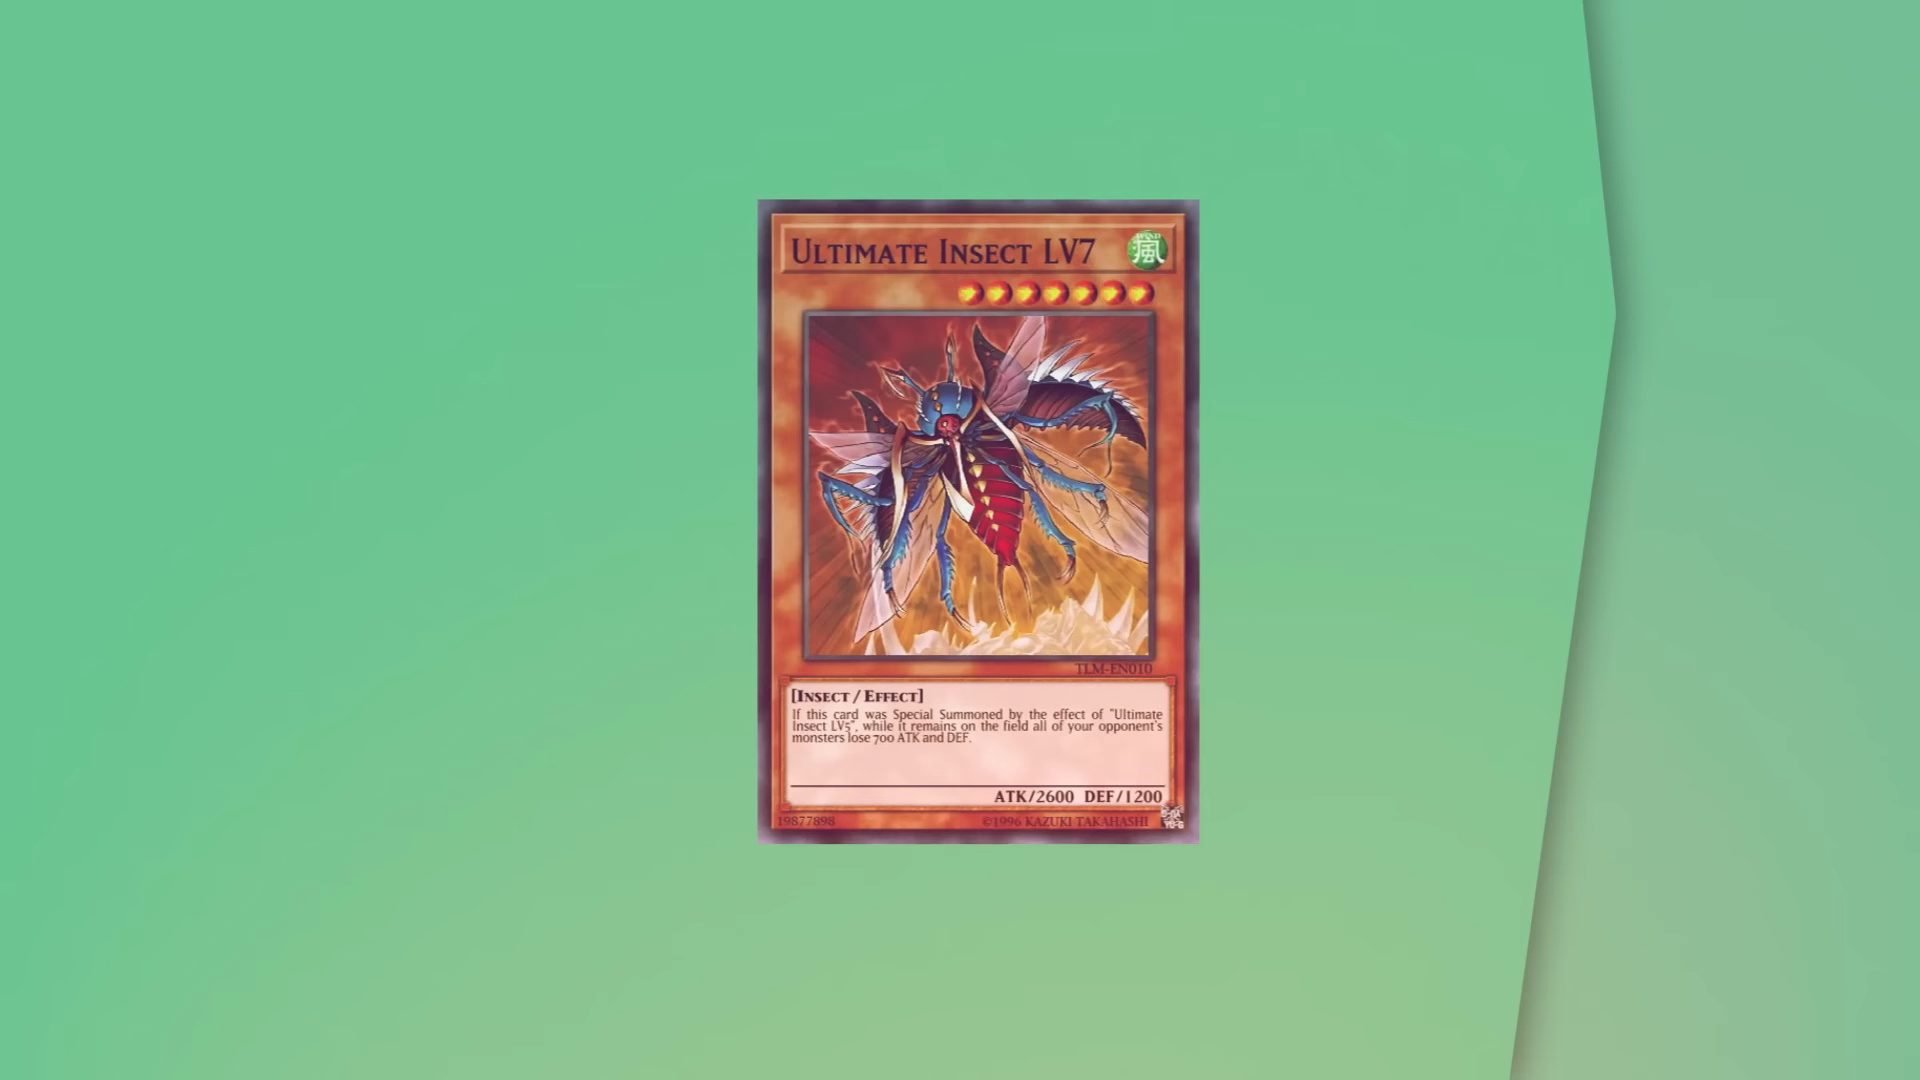 ULTIMATE INSECT LV7
WIND
風
TLM-EN010
[INSECT / EFFECT]
If this card was Special Summoned by the effect of "Ultimate
Insect LV5", while it remains on the field all of your opponent's
monsters lose 700 ATK and DEF.
ATK/2600 DEF/1200
19877898
©1996 KAZUKI TAKAHASHI